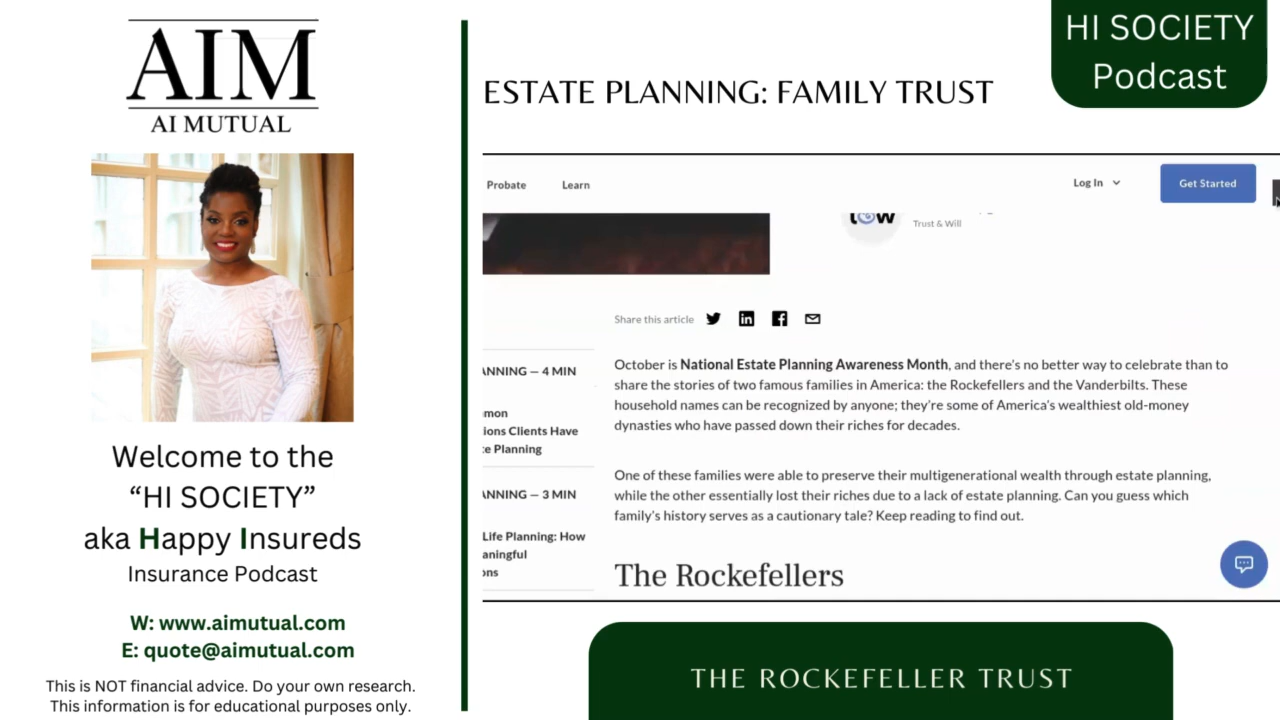 AIM
AI MUTUAL
Welcome to the
“HI SOCIETY”
aka Happy Insureds
Insurance Podcast
W: www.aimutual.com
E: quote@aimutual.com
This is NOT financial advice. Do your own research.
This information is for educational purposes only.
ESTATE PLANNING: FAMILY TRUST
HI SOCIETY
Podcast
Probate
Learn
Log In
Get Started
Trust & Will
Share this article
ANNING — 4 MIN
mon
ions Clients Have
te Planning
ANNING — 3 MIN
Life Planning: How
aningful
ons
October is National Estate Planning Awareness Month, and there's no better way to celebrate than to
share the stories of two famous families in America: the Rockefellers and the Vanderbilts. These
household names can be recognized by anyone; they're some of America's wealthiest old-money
dynasties who have passed down their riches for decades.
One of these families were able to preserve their multigenerational wealth through estate planning,
while the other essentially lost their riches due to a lack of estate planning. Can you guess which
family's history serves as a cautionary tale? Keep reading to find out.
The Rockefellers
THE ROCKEFELLER TRUST